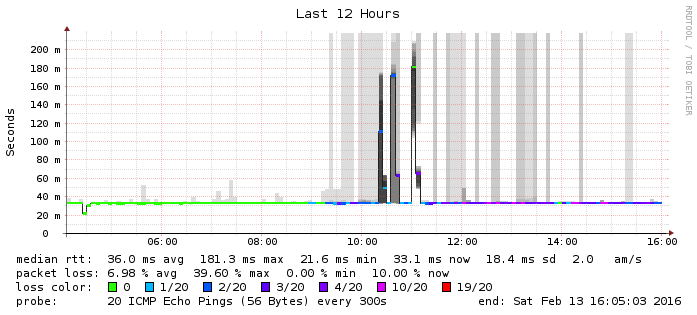 Last 12 Hours
RRDTOOL / TOBI OETIKER
Seconds
200 m
180 m
160 m
140 m
120 m
100 m
80 m
60 m
40 m
20 m
0
06:00 08:00 10:00 12:00 14:00 16:00
median rtt: 36.0 ms avg 181.3 ms max 21.6 ms min 33.1 ms now 18.4 ms sd 2.0 am/s
packet loss: 6.98 % avg 39.60 % max 0.00 % min 10.00 % now
loss color: 0 1/20 2/20 3/20 4/20 10/20 19/20
probe: 20 ICMP Echo Pings (56 Bytes) every 300s end: Sat Feb 13 16:05:03 2016